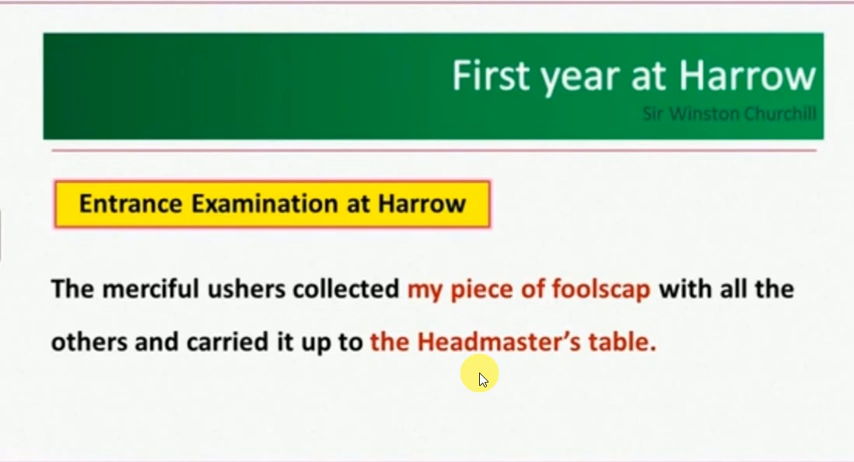 First year at Harrow
Sir Winston Churchill
Entrance Examination at Harrow
The merciful ushers collected my piece of foolscap with all the
others and carried it up to the Headmaster's table.